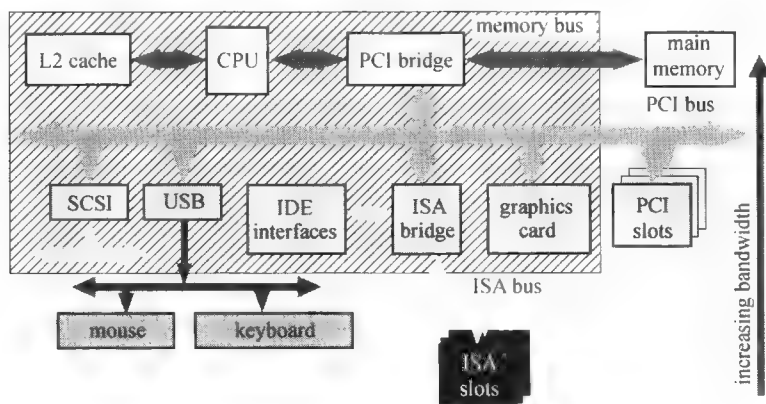 memory bus
L2 cache
CPU
PCI bridge
main
memory
PCI bus
SCSI
USB
IDE
interfaces
ISA
bridge
graphics
card
PCI
slots
ISA bus
mouse
keyboard
ISA
slots
increasing bandwidth